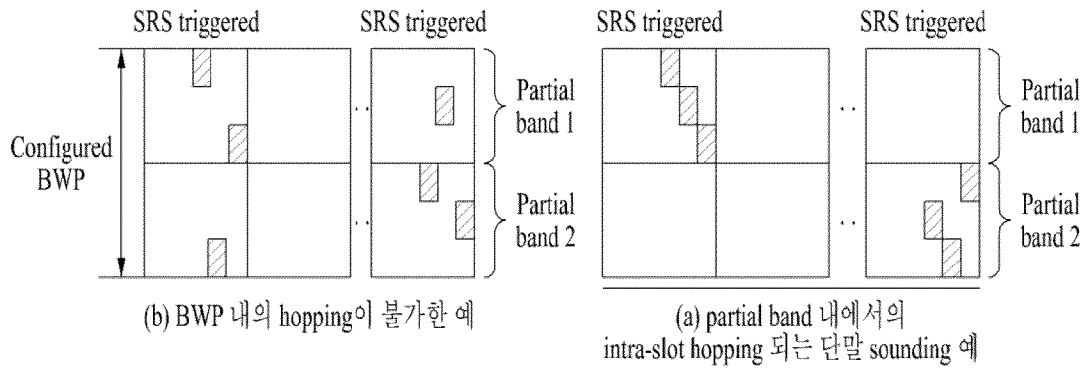 SRS triggered
SRS triggered
SRS triggered
SRS triggered
Configured
BWP
Partial
band 1
Partial
band 2
Partial
band 1
Partial
band 2
(b) BWP 내의 hopping이 불가한 예
(a) partial band 내에서의
intra-slot hopping 되는 단말 sounding 예